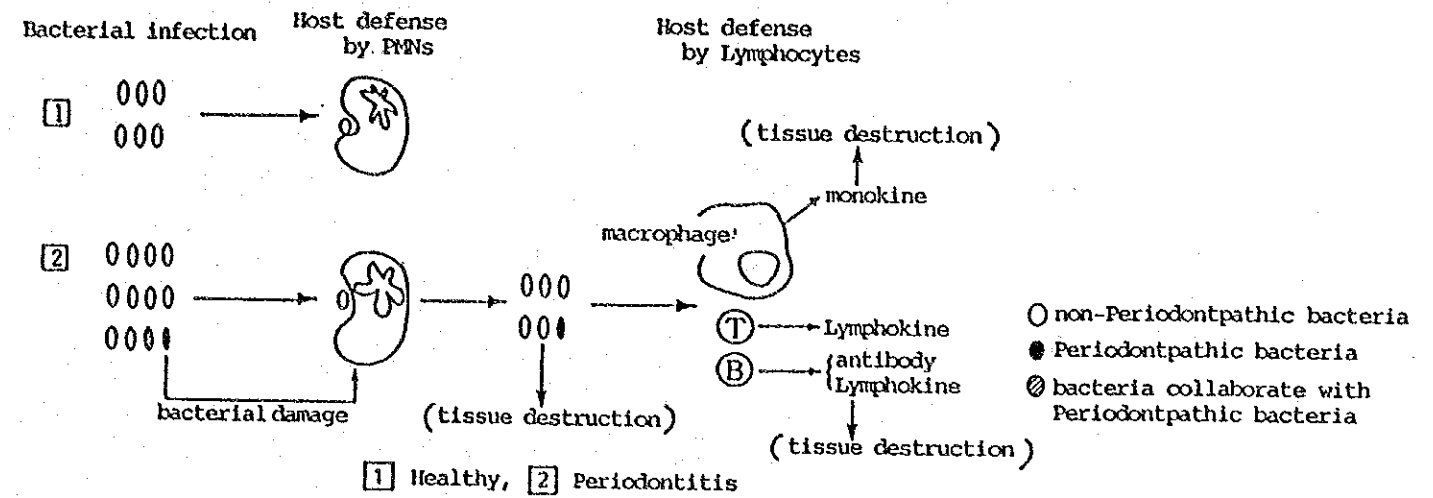 Bacterial infection
Host defense
by PMNs
Host defense
by Lymphocytes
1
(tissue destruction)
monokine
macrophage
2
T
Lymphokine
B
antibody
Lymphokine
bacterial damage
(tissue destruction)
(tissue destruction)
non-Periodontpathic bacteria
Periodontpathic bacteria
bacteria collaborate with
Periodontpathic bacteria
1 Healthy, 2 Periodontitis